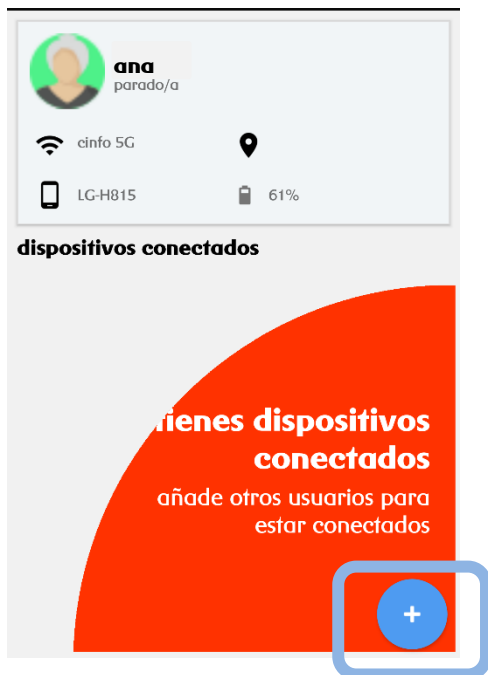 ana
parado/a
cinfo 5G
LG-H815
61%
dispositivos conectados
tienes dispositivos
conectados
añade otros usuarios para
estar conectados
+